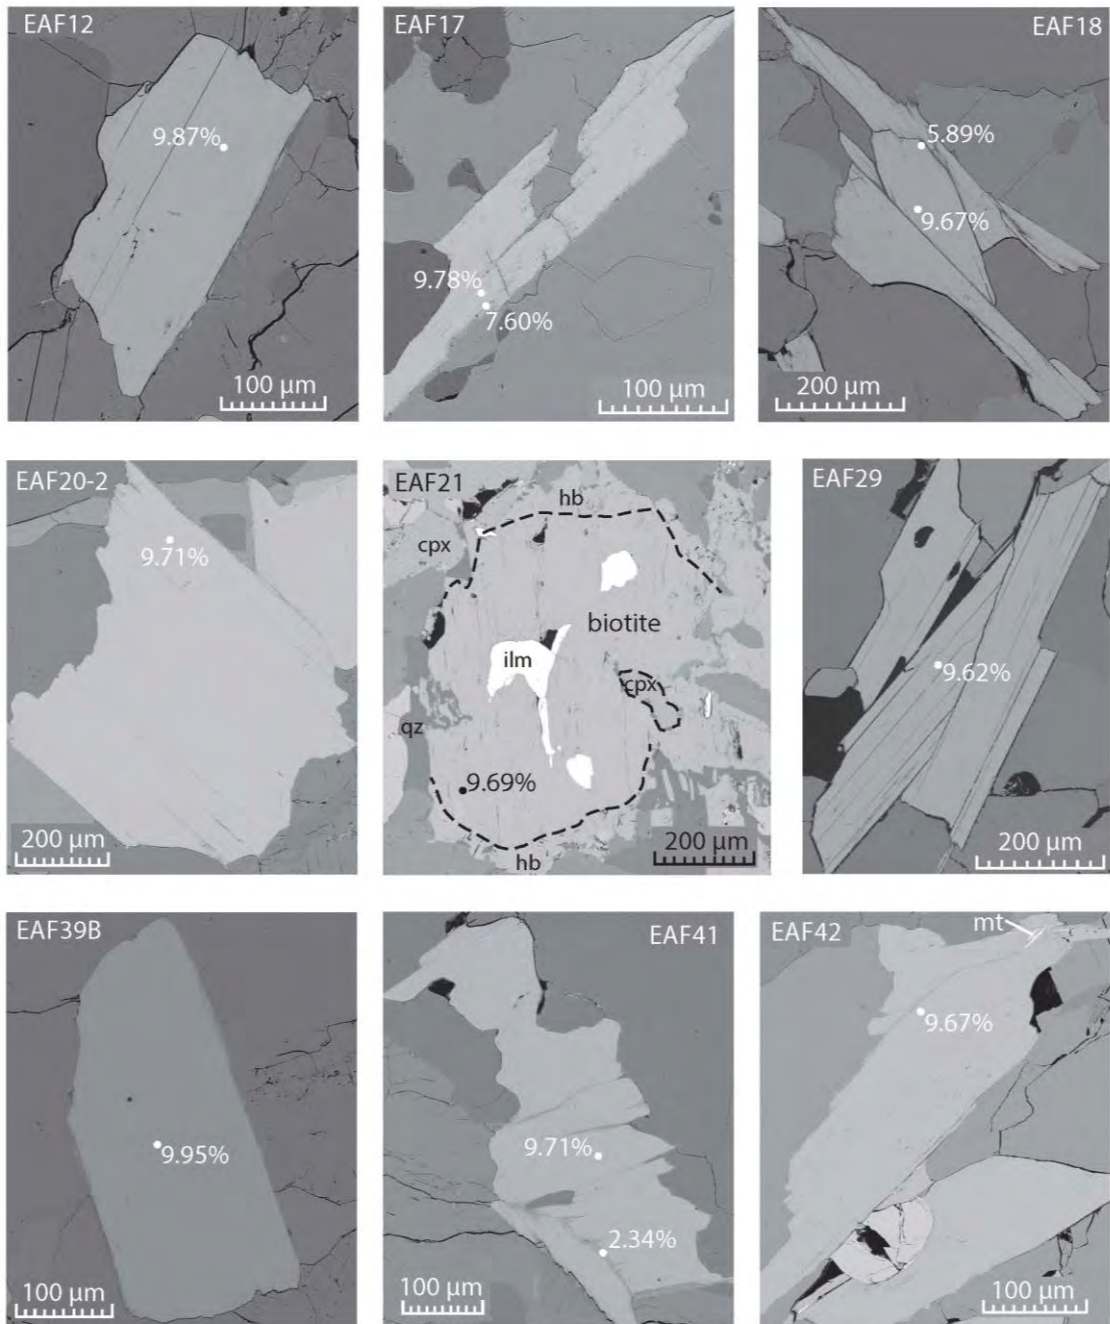 EAF12
9.87%
100 µm
EAF17
9.78%
7.60%
100 µm
EAF18
5.89%
9.67%
200 µm
EAF20-2
9.71%
200 µm
EAF21
hb
cpx
biotite
ilm
cpx
qz
9.69%
200 µm
hb
EAF29
9.62%
200 µm
EAF39B
9.95%
100 µm
EAF41
9.71%
2.34%
100 µm
EAF42
mt
9.67%
100 µm